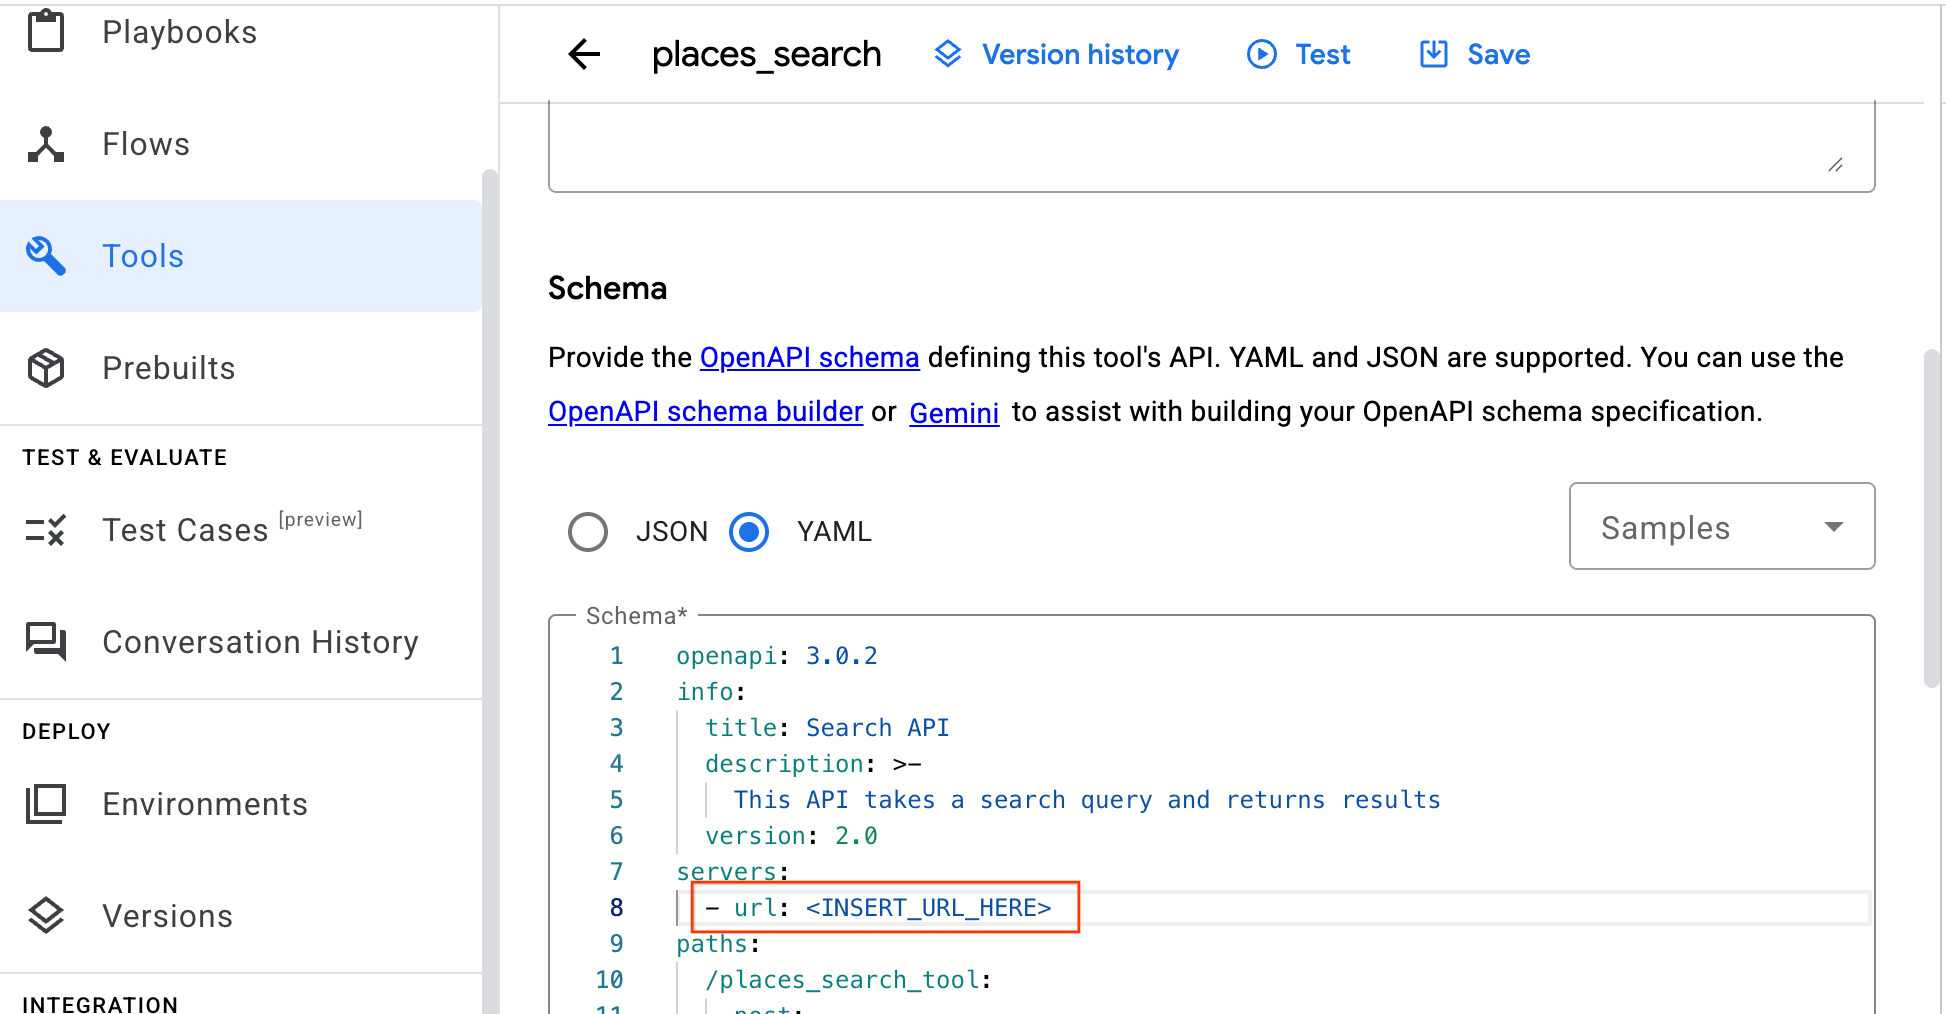 Playbooks
Flows
Tools
Prebuilts
TEST & EVALUATE
Test Cases [preview]
Conversation History
DEPLOY
Environments
Versions
INTEGRATION
places_search
Version history
Test
Save
Schema
Provide the OpenAPI schema defining this tool's API. YAML and JSON are supported. You can use the
OpenAPI schema builder or Gemini to assist with building your OpenAPI schema specification.
JSON
YAML
Samples
Schema*
1 openapi: 3.0.2
2 info:
3 title: Search API
4 description: >-
5 This API takes a search query and returns results
6 version: 2.0
7 servers:
8 - url: <INSERT_URL_HERE>
9 paths:
10 /places_search_tool:
11 post: